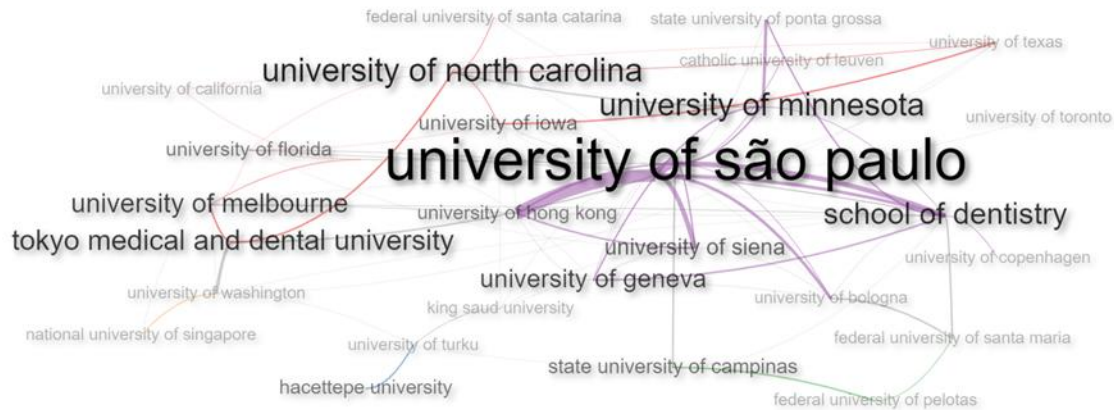 federal university of santa catarina
state university of ponta grossa
university of texas
catholic university of leuven
university of north carolina
university of california
university of minnesota
university of iowa
university of toronto
university of florida
university of são paulo
university of melbourne
university of hong kong
school of dentistry
tokyo medical and dental university
university of siena
university of copenhagen
university of geneva
university of washington
university of bologna
king saud university
national university of singapore
federal university of santa maria
university of turku
state university of campinas
hacettepe university
federal university of pelotas